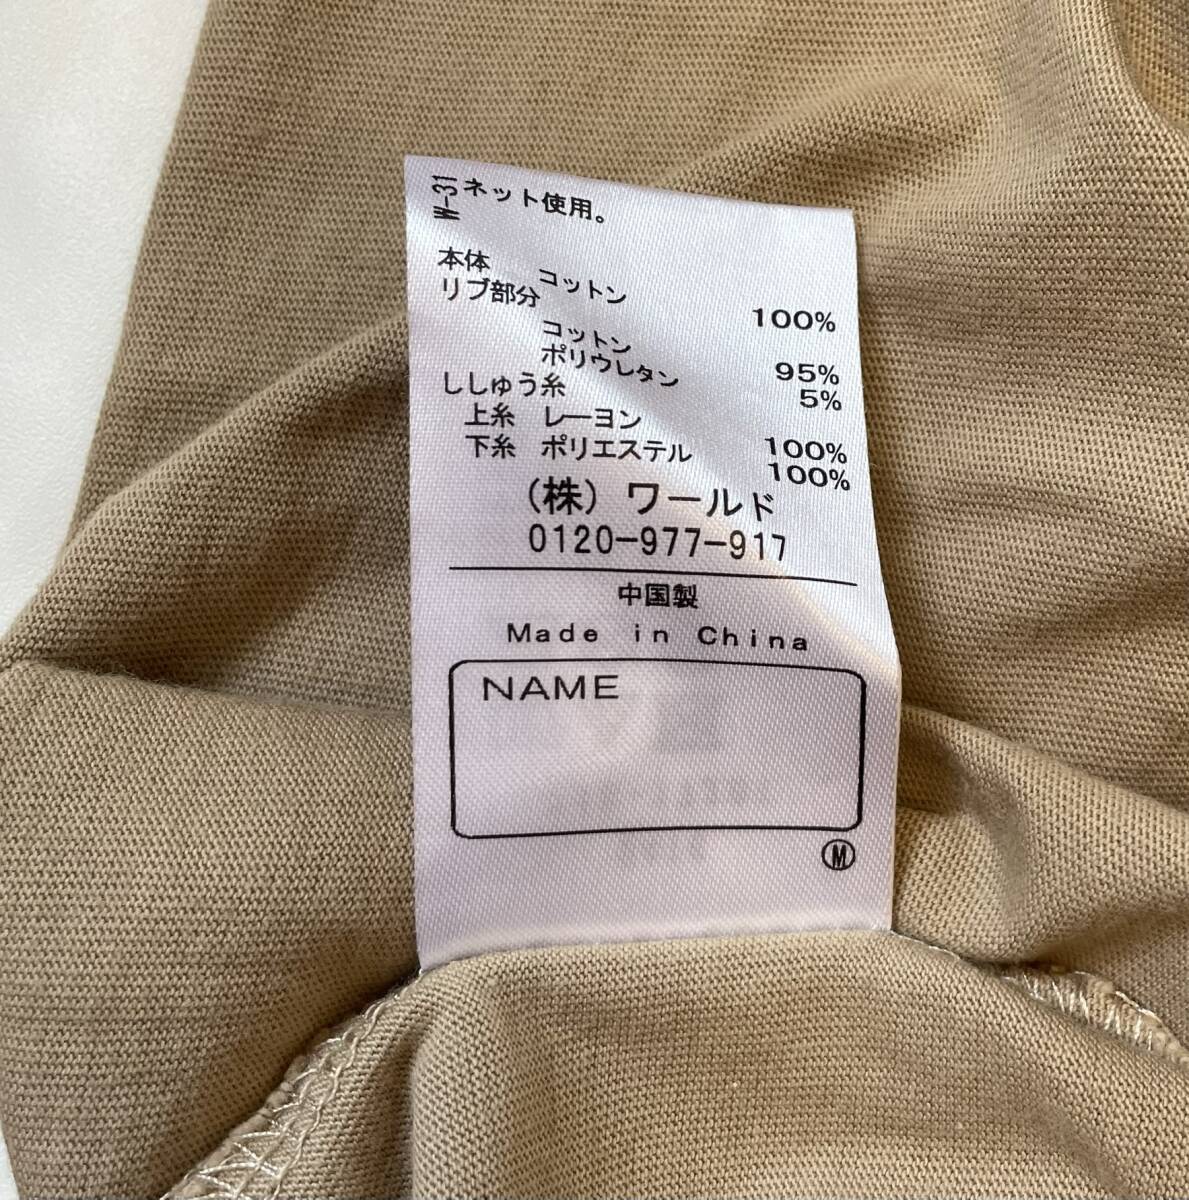 W-31
ネット使用。
本体 コットン 100%
リブ部分
コットン 95%
ポリウレタン 5%
ししゅう糸
上糸 レーヨン 100%
下糸 ポリエステル 100%
(株) ワールド
0120-977-917
中国製
Made in China
NAME
Ⓜ